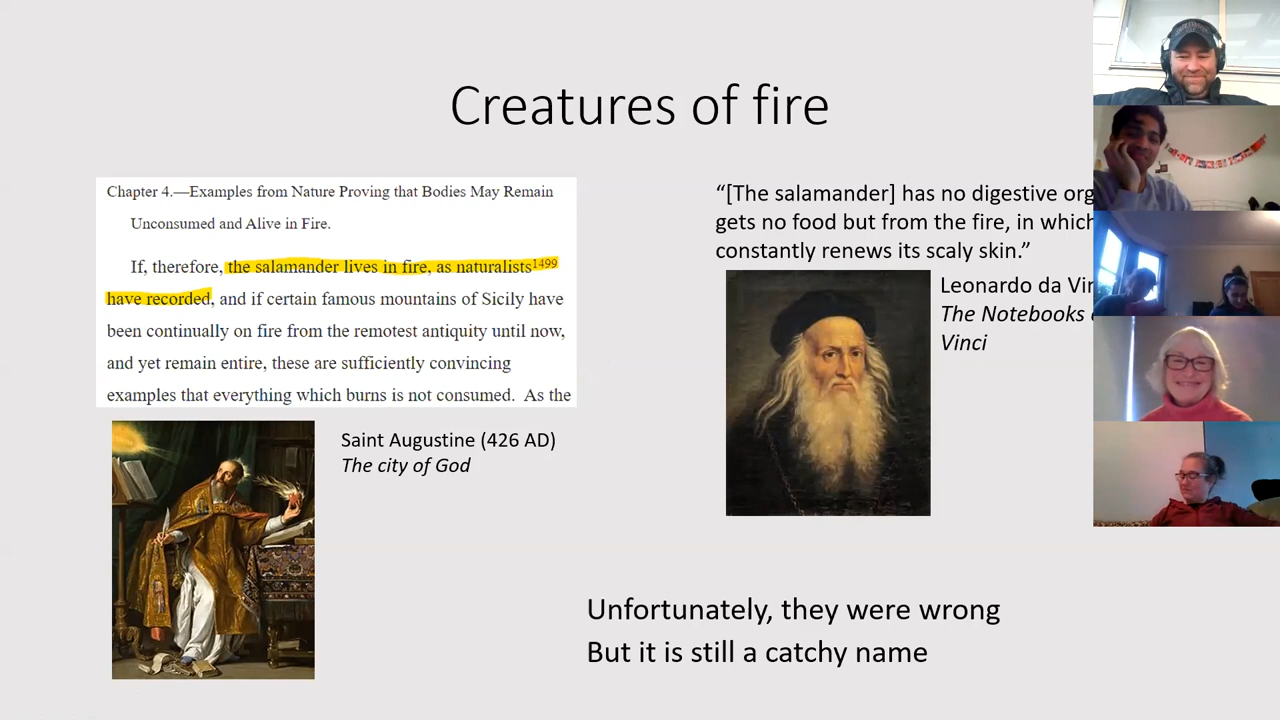 Creatures of fire
Chapter 4.—Examples from Nature Proving that Bodies May Remain
Unconsumed and Alive in Fire.
If, therefore, the salamander lives in fire, as naturalists1499
have recorded, and if certain famous mountains of Sicily have
been continually on fire from the remotest antiquity until now,
and yet remain entire, these are sufficiently convincing
examples that everything which burns is not consumed.  As the
Saint Augustine (426 AD)
The city of God
“[The salamander] has no digestive
gets no food but from the fire, in which
constantly renews its scaly skin.”
Leonardo da
The Notebooks
Vinci
Unfortunately, they were wrong
But it is still a catchy name